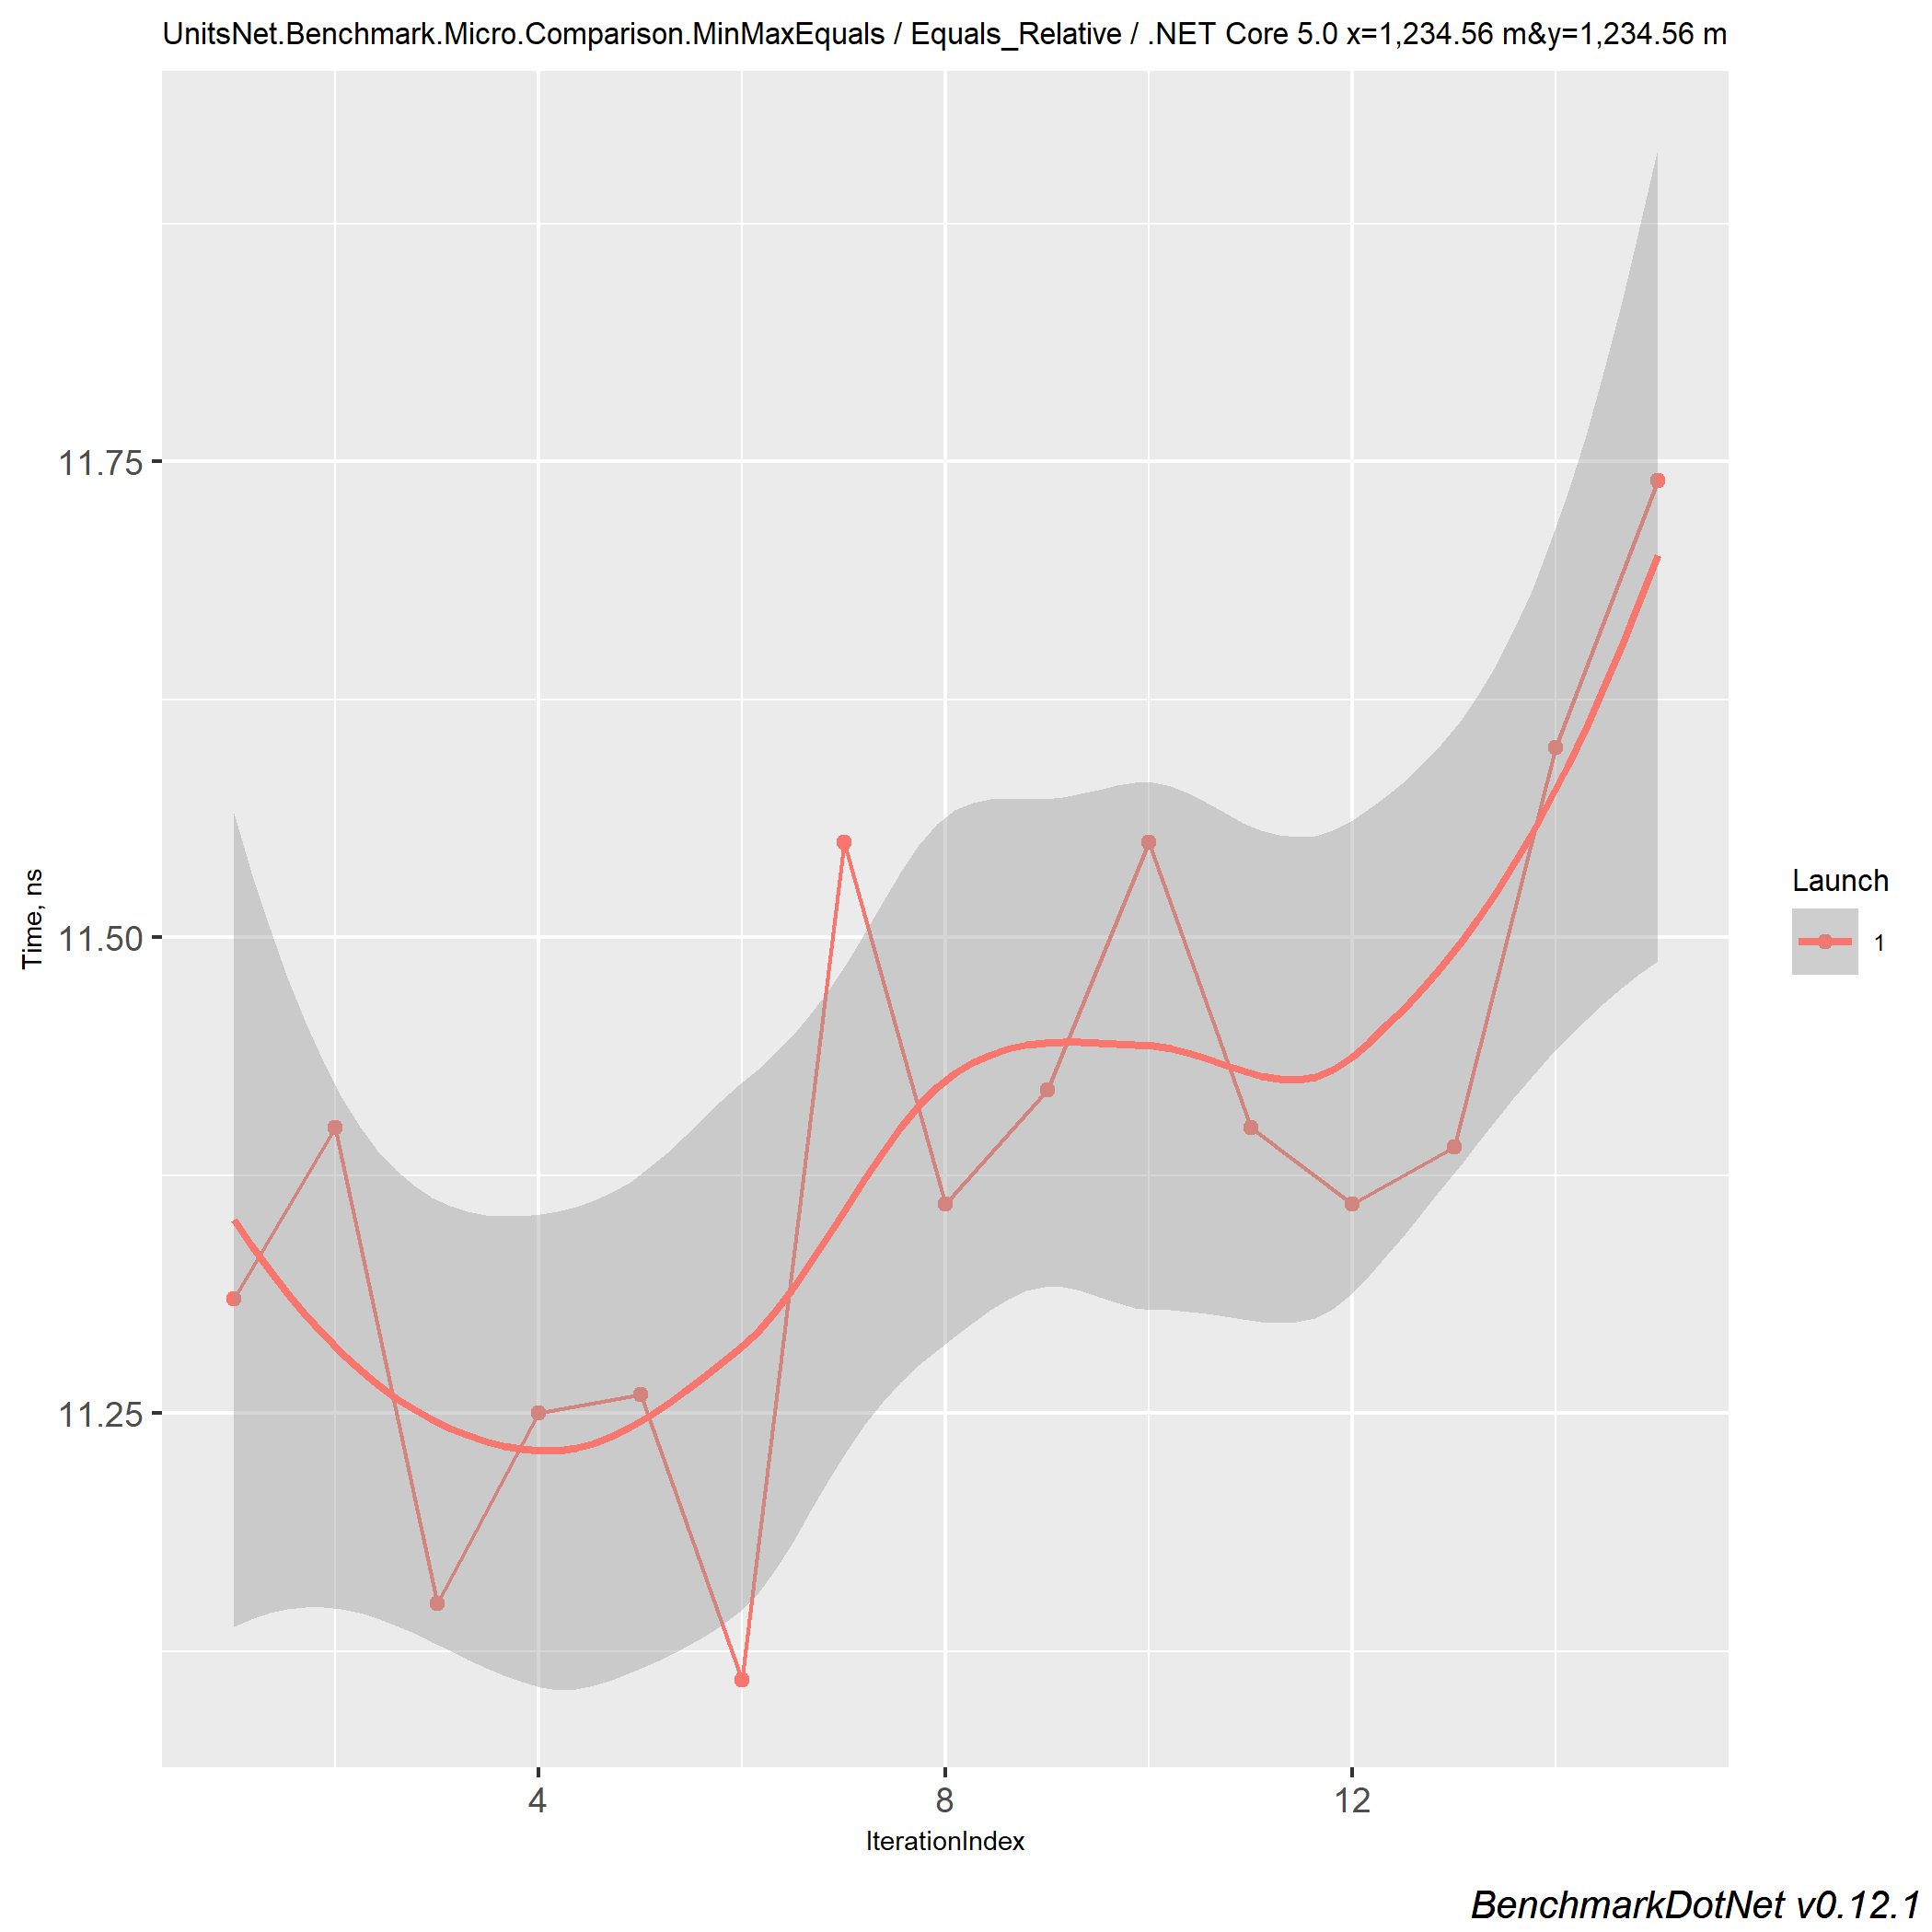 UnitsNet.Benchmark.Micro.Comparison.MinMaxEquals / Equals_Relative / .NET Core 5.0 x=1,234.56 m&y=1,234.56 m
Time, ns
11.75
11.50
11.25
4
8
12
IterationIndex
Launch
1
BenchmarkDotNet v0.12.1